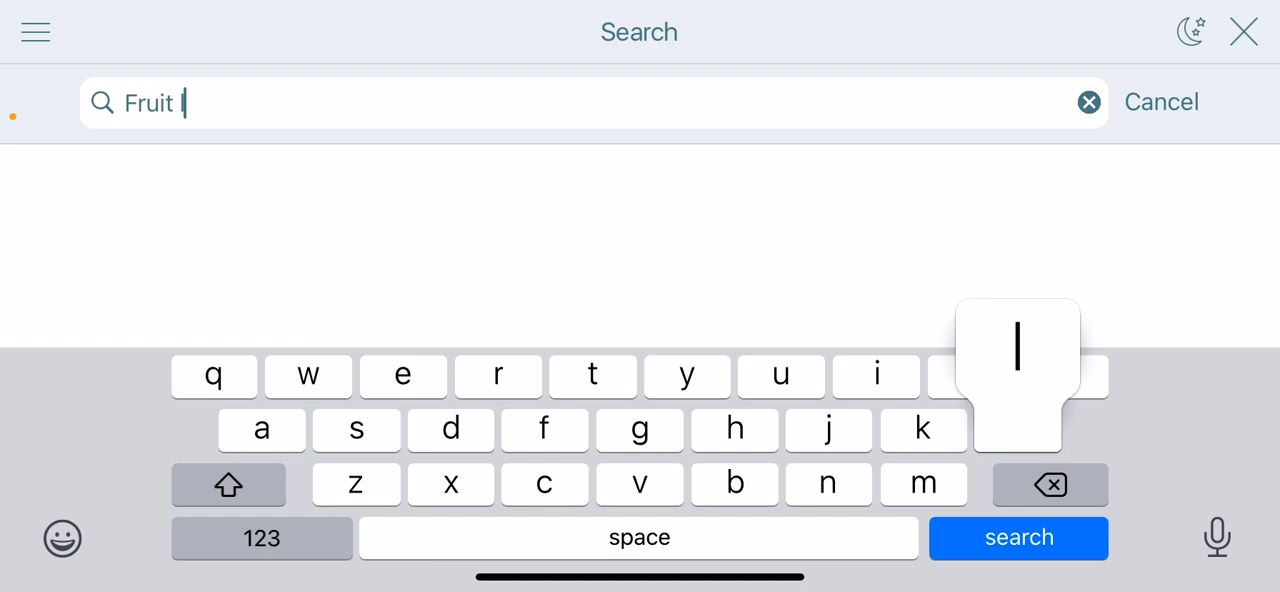 Search
Fruit l
Cancel
l
q w e r t y u i
a s d f g h j k
z x c v b n m
123 space search